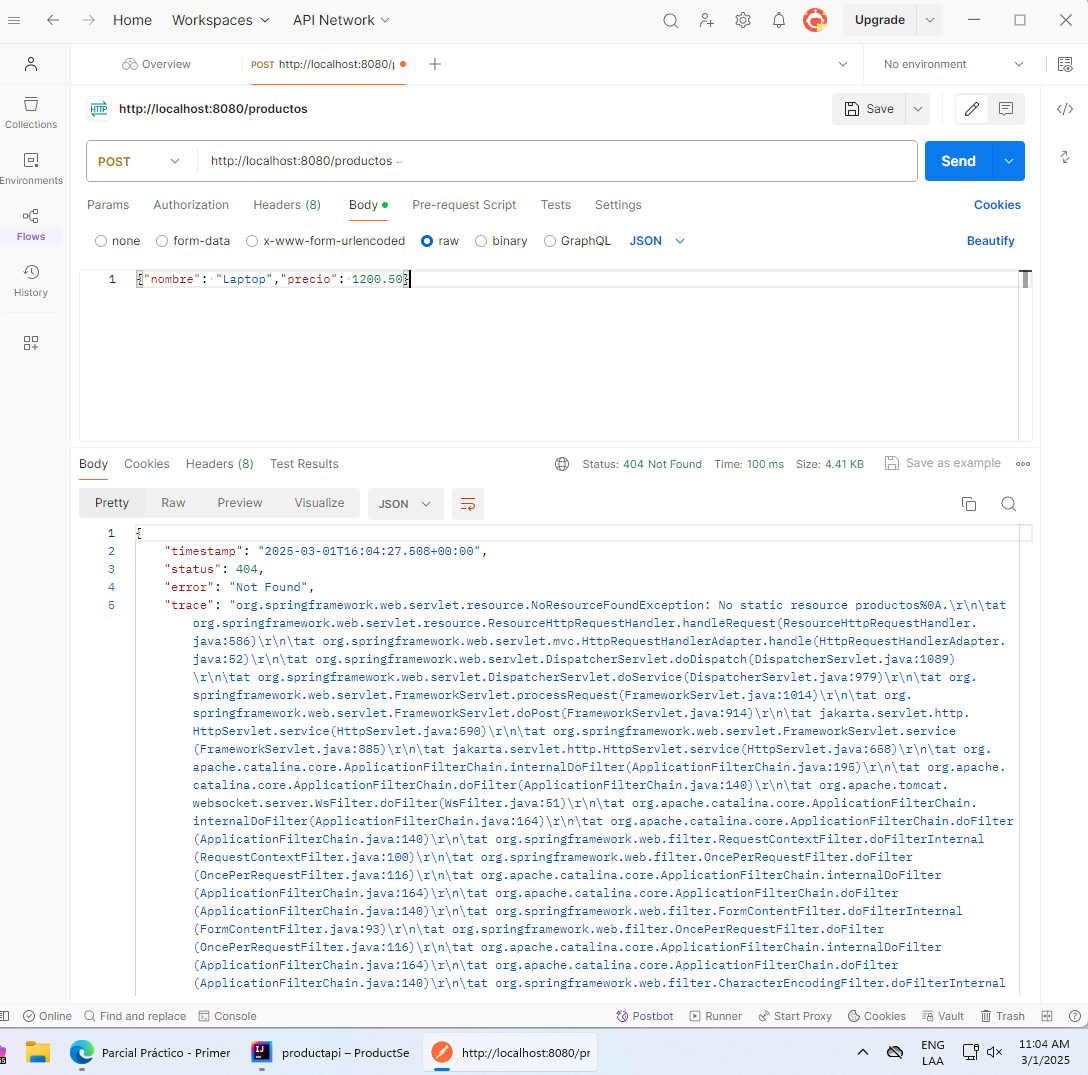 Home Workspaces API Network Upgrade
Overview POST http://localhost:8080/p No environment
http://localhost:8080/productos Save
Collections
POST http://localhost:8080/productos ↵ Send
Environments
Params Authorization Headers (8) Body Pre-request Script Tests Settings Cookies
Flows
none form-data x-www-form-urlencoded raw binary GraphQL JSON Beautify
History
1 {"nombre": "Laptop","precio": 1200.50}
Body Cookies Headers (8) Test Results Status: 404 Not Found Time: 100 ms Size: 4.41 KB Save as example
Pretty Raw Preview Visualize JSON
1 {
2 "timestamp": "2025-03-01T16:04:27.508+00:00",
3 "status": 404,
4 "error": "Not Found",
5 "trace": "org.springframework.web.servlet.resource.NoResourceFoundException: No static resource productos%0A.\r\n\tat
org.springframework.web.servlet.resource.ResourceHttpRequestHandler.handleRequest(ResourceHttpRequestHandler.
java:586)\r\n\tat org.springframework.web.servlet.mvc.HttpRequestHandlerAdapter.handle(HttpRequestHandlerAdapter.
java:52)\r\n\tat org.springframework.web.servlet.DispatcherServlet.doDispatch(DispatcherServlet.java:1089)
\r\n\tat org.springframework.web.servlet.DispatcherServlet.doService(DispatcherServlet.java:979)\r\n\tat org.
springframework.web.servlet.FrameworkServlet.processRequest(FrameworkServlet.java:1014)\r\n\tat org.
springframework.web.servlet.FrameworkServlet.doPost(FrameworkServlet.java:914)\r\n\tat jakarta.servlet.http.
HttpServlet.service(HttpServlet.java:590)\r\n\tat org.springframework.web.servlet.FrameworkServlet.service
(FrameworkServlet.java:885)\r\n\tat jakarta.servlet.http.HttpServlet.service(HttpServlet.java:658)\r\n\tat org.
apache.catalina.core.ApplicationFilterChain.internalDoFilter(ApplicationFilterChain.java:195)\r\n\tat org.apache.
catalina.core.ApplicationFilterChain.doFilter(ApplicationFilterChain.java:140)\r\n\tat org.apache.tomcat.
websocket.server.WsFilter.doFilter(WsFilter.java:51)\r\n\tat org.apache.catalina.core.ApplicationFilterChain.
internalDoFilter(ApplicationFilterChain.java:164)\r\n\tat org.apache.catalina.core.ApplicationFilterChain.doFilter
(ApplicationFilterChain.java:140)\r\n\tat org.springframework.web.filter.RequestContextFilter.doFilterInternal
(RequestContextFilter.java:100)\r\n\tat org.springframework.web.filter.OncePerRequestFilter.doFilter
(OncePerRequestFilter.java:116)\r\n\tat org.apache.catalina.core.ApplicationFilterChain.internalDoFilter
(ApplicationFilterChain.java:164)\r\n\tat org.apache.catalina.core.ApplicationFilterChain.doFilter
(ApplicationFilterChain.java:140)\r\n\tat org.springframework.web.filter.FormContentFilter.doFilterInternal
(FormContentFilter.java:93)\r\n\tat org.springframework.web.filter.OncePerRequestFilter.doFilter
(OncePerRequestFilter.java:116)\r\n\tat org.apache.catalina.core.ApplicationFilterChain.internalDoFilter
(ApplicationFilterChain.java:164)\r\n\tat org.apache.catalina.core.ApplicationFilterChain.doFilter
(ApplicationFilterChain.java:140)\r\n\tat org.springframework.web.filter.CharacterEncodingFilter.doFilterInternal
Online Find and replace Console Postbot Runner Start Proxy Cookies Vault Trash
Parcial Práctico - Primer productapi – ProductSe http://localhost:8080/pr ENG LAA 11:04 AM 3/1/2025